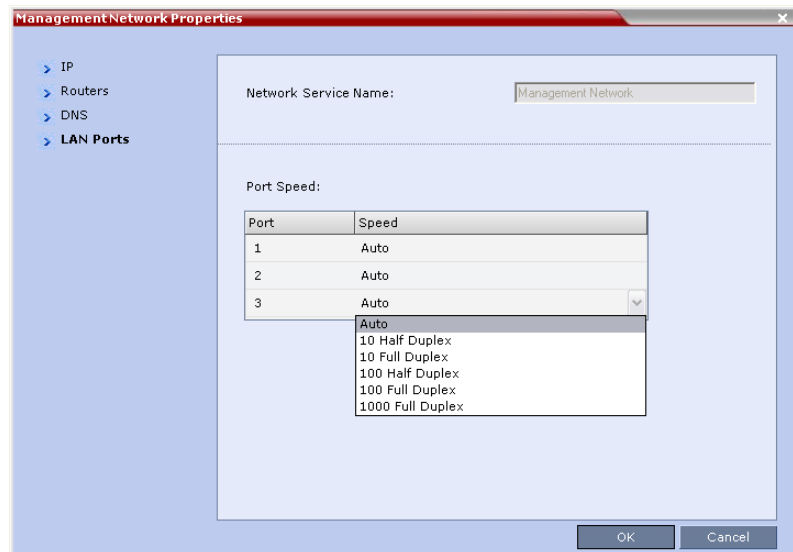 Management Network Properties
IP
Routers
DNS
LAN Ports
Network Service Name: Management Network
Port Speed:
Port Speed
1 Auto
2 Auto
3 Auto
Auto
10 Half Duplex
10 Full Duplex
100 Half Duplex
100 Full Duplex
1000 Full Duplex
OK Cancel